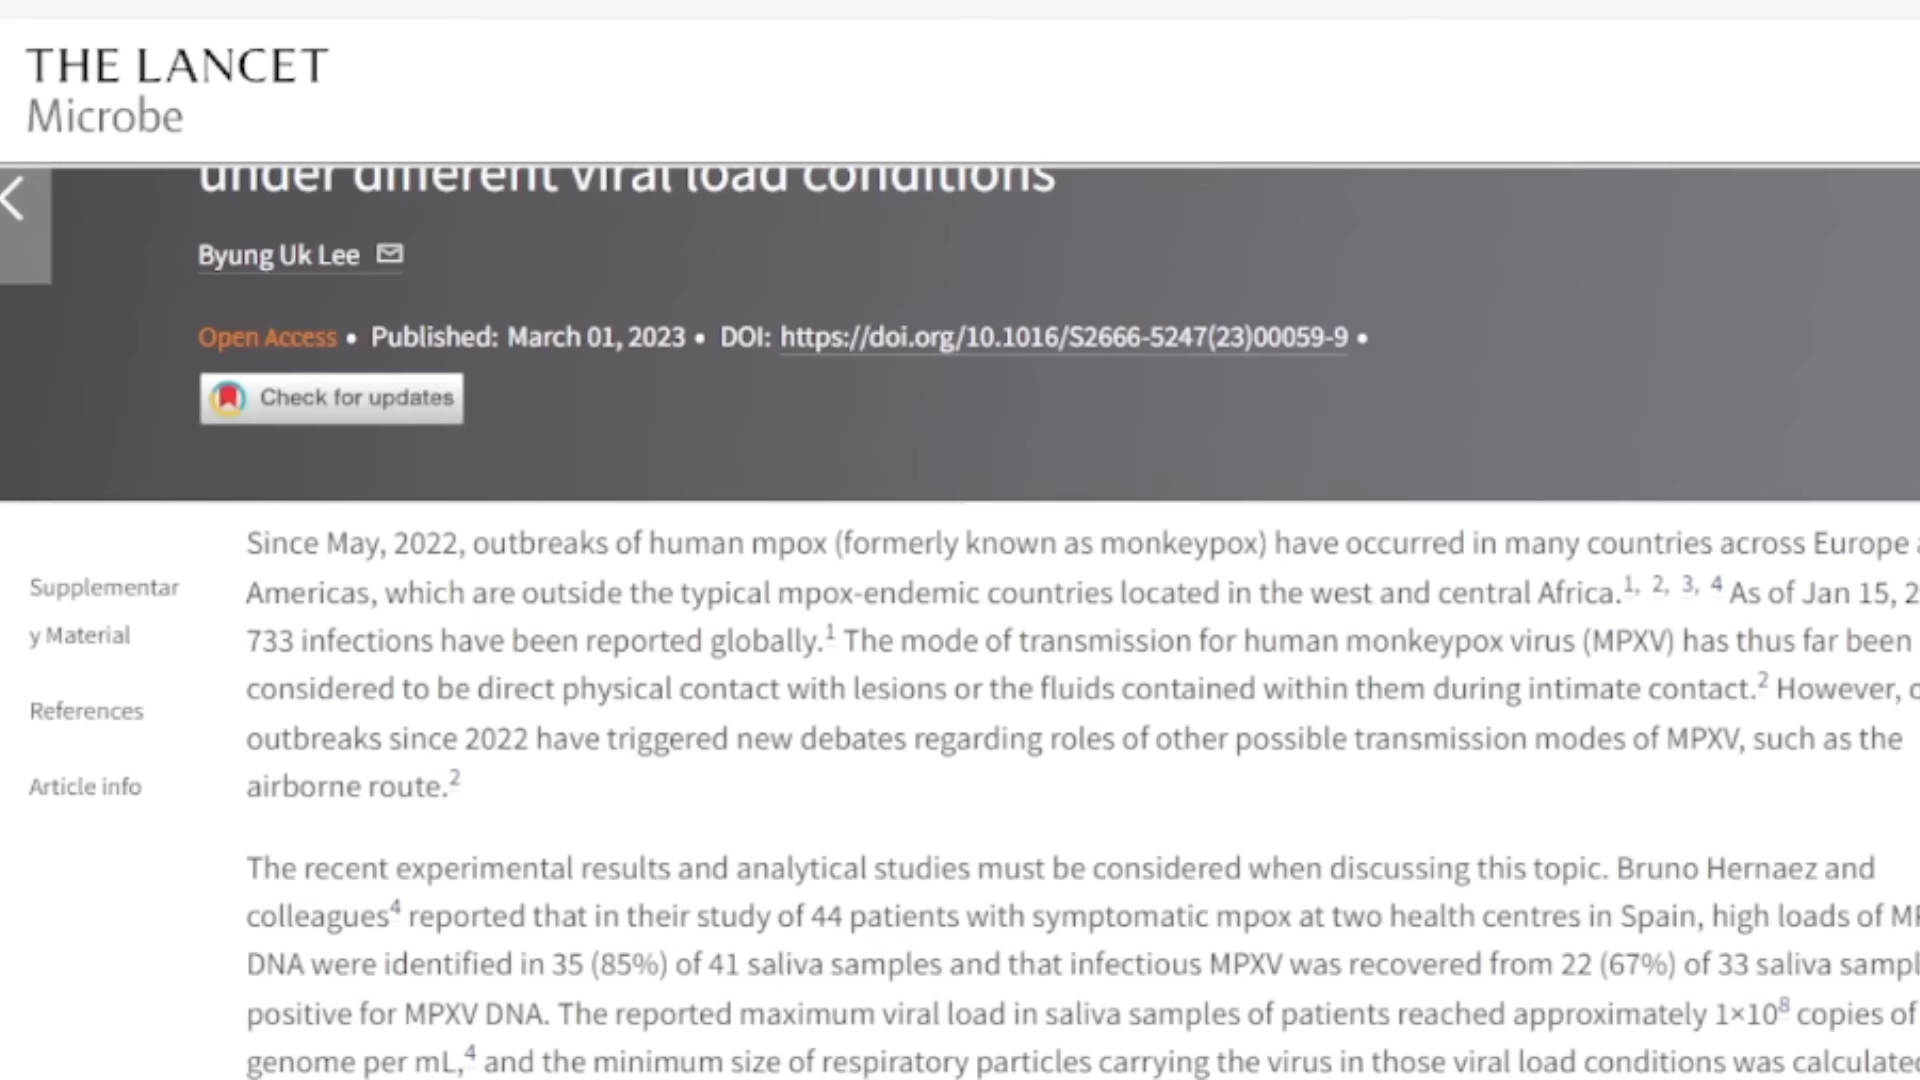 THE LANCET
Microbe
under different viral load conditions
Byung Uk Lee
Open Access • Published: March 01, 2023 • DOI: https://doi.org/10.1016/S2666-5247(23)00059-9 •
Check for updates
Since May, 2022, outbreaks of human mpox (formerly known as monkeypox) have occurred in many countries across Europe
Supplementar
Americas, which are outside the typical mpox-endemic countries located in the west and central Africa.1, 2, 3, 4 As of Jan 15, 2
y Material
733 infections have been reported globally.1 The mode of transmission for human monkeypox virus (MPXV) has thus far been
considered to be direct physical contact with lesions or the fluids contained within them during intimate contact.2 However,
References
outbreaks since 2022 have triggered new debates regarding roles of other possible transmission modes of MPXV, such as the
Article info
airborne route.2
The recent experimental results and analytical studies must be considered when discussing this topic. Bruno Hernaez and
colleagues4 reported that in their study of 44 patients with symptomatic mpox at two health centres in Spain, high loads of
DNA were identified in 35 (85%) of 41 saliva samples and that infectious MPXV was recovered from 22 (67%) of 33 saliva sampl
positive for MPXV DNA. The reported maximum viral load in saliva samples of patients reached approximately 1×10⁸ copies of
genome per mL,4 and the minimum size of respiratory particles carrying the virus in those viral load conditions was calculated